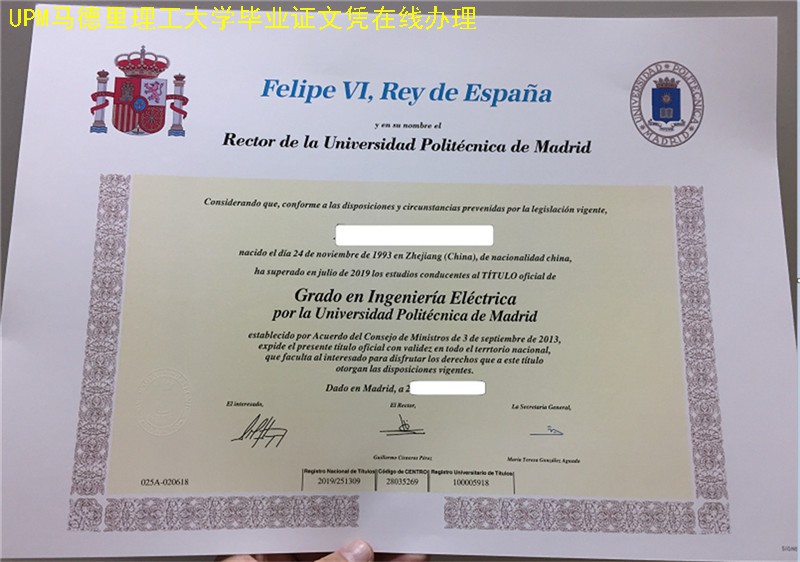 UPM马德里理工大学毕业证文凭在线办理
Felipe VI, Rey de España
y en su nombre el
Rector de la Universidad Politécnica de Madrid
UNIVERSIDAD POLITÉCNICA
MADRID
Considerando que, conforme a las disposiciones y circunstancias prevenidas por la legislación vigente,
nacido el día 24 de noviembre de 1993 en Zhejiang (China), de nacionalidad china,
ha superado en julio de 2019 los estudios conducentes al TÍTULO oficial de
Grado en Ingeniería Eléctrica
por la Universidad Politécnica de Madrid
establecido por Acuerdo del Consejo de Ministros de 3 de septiembre de 2013,
expide el presente título oficial con validez en todo el terrtorio nacional,
que faculta al interesado para disfrutar los derechos que a este título
otorgan las disposiciones vigentes.
Dado en Madrid, a 2
El interesado, El Rector, La Secretaria General,
Guillermo Cisneros Pérez María Teresa González Aguado
Registro Nacional de Títulos Código de CENTRO Registro Universitario de Títulos
025A-020618 2019/251309 28035269 100005918
SIGNE